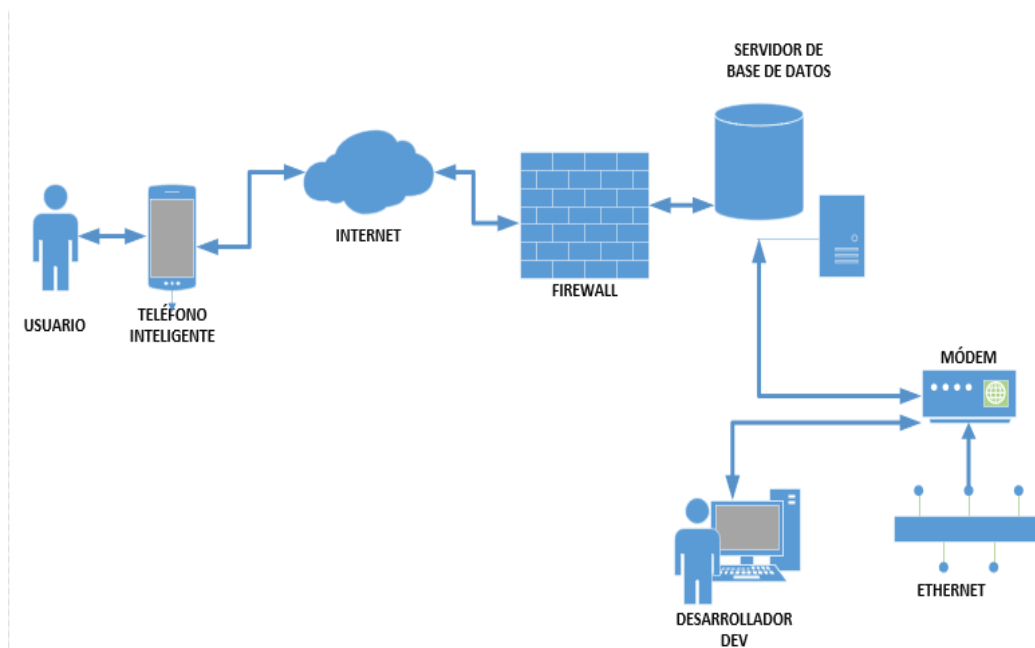 SERVIDOR DE
BASE DE DATOS
INTERNET
FIREWALL
USUARIO
TELÉFONO
INTELIGENTE
MÓDEM
ETHERNET
DESARROLLADOR
DEV